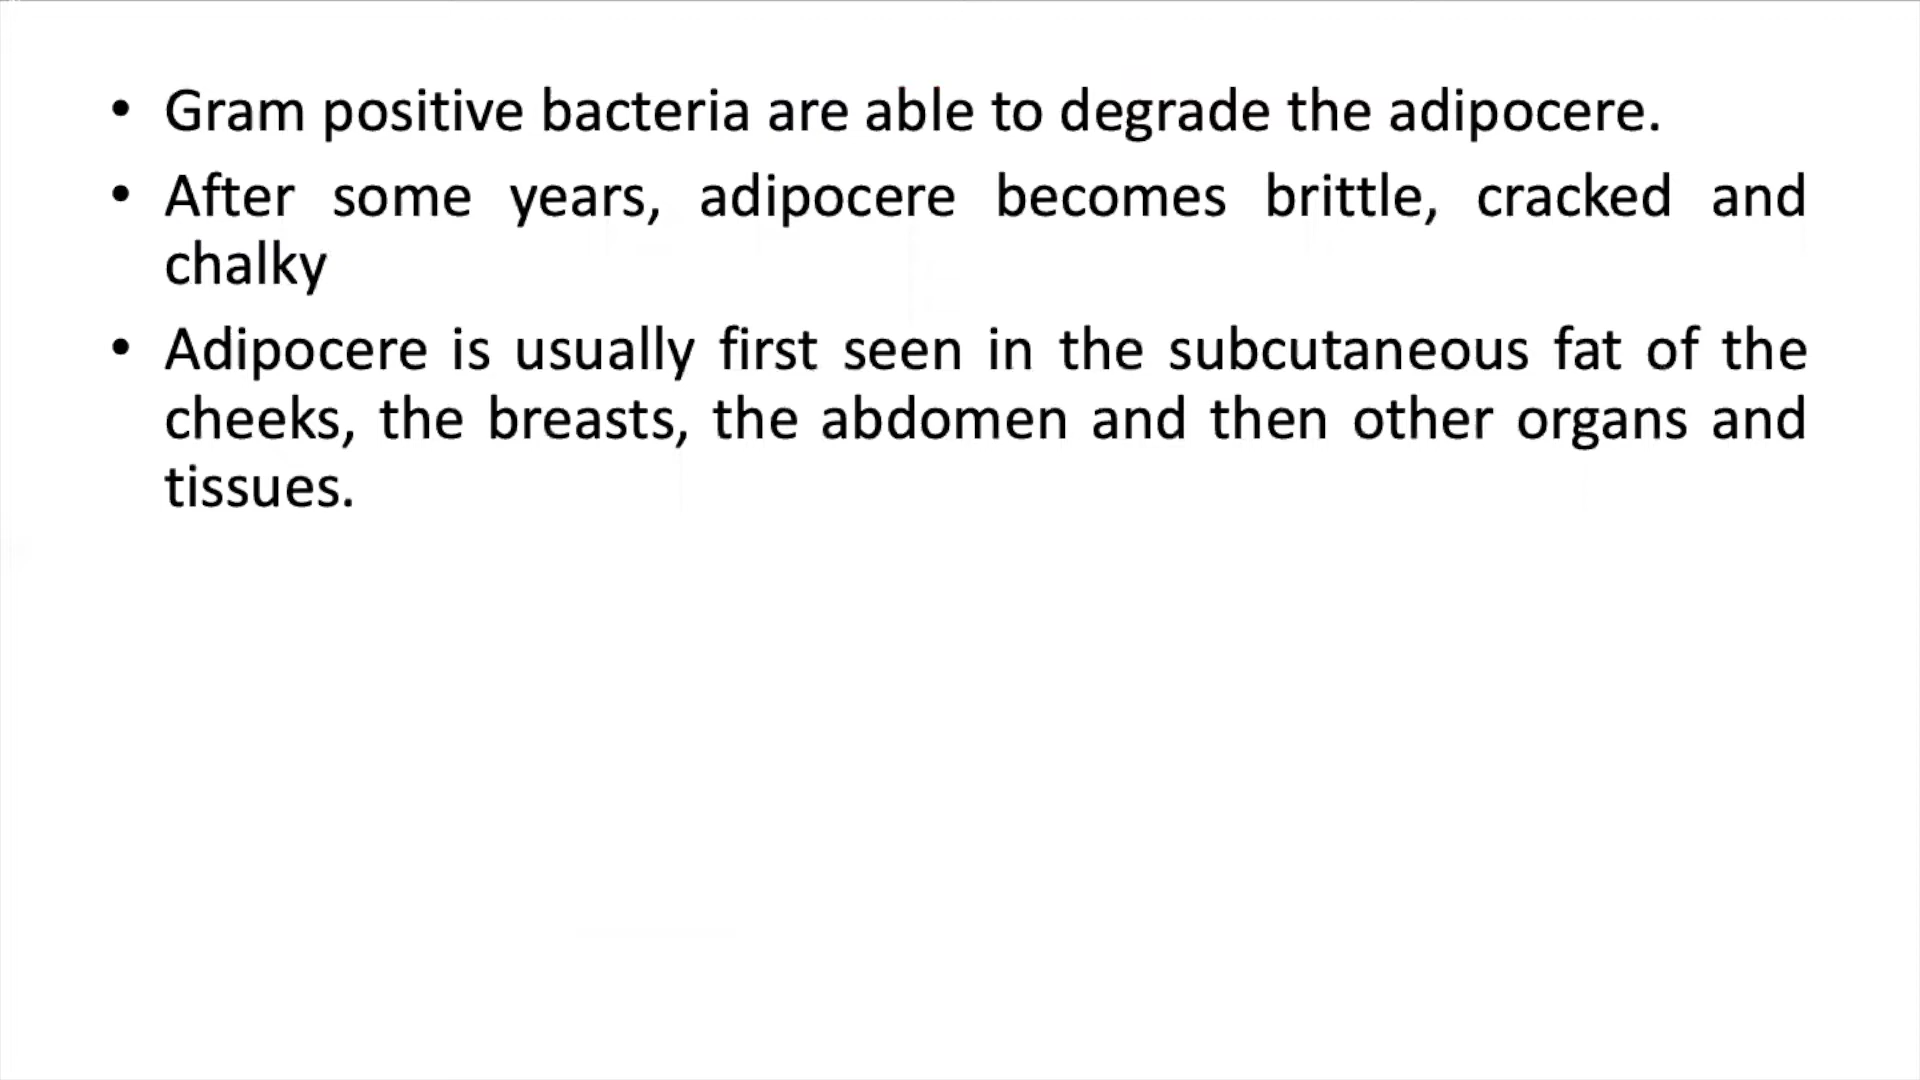 • Gram positive bacteria are able to degrade the adipocere.
• After some years, adipocere becomes brittle, cracked and
chalky
• Adipocere is usually first seen in the subcutaneous fat of the
cheeks, the breasts, the abdomen and then other organs and
tissues.